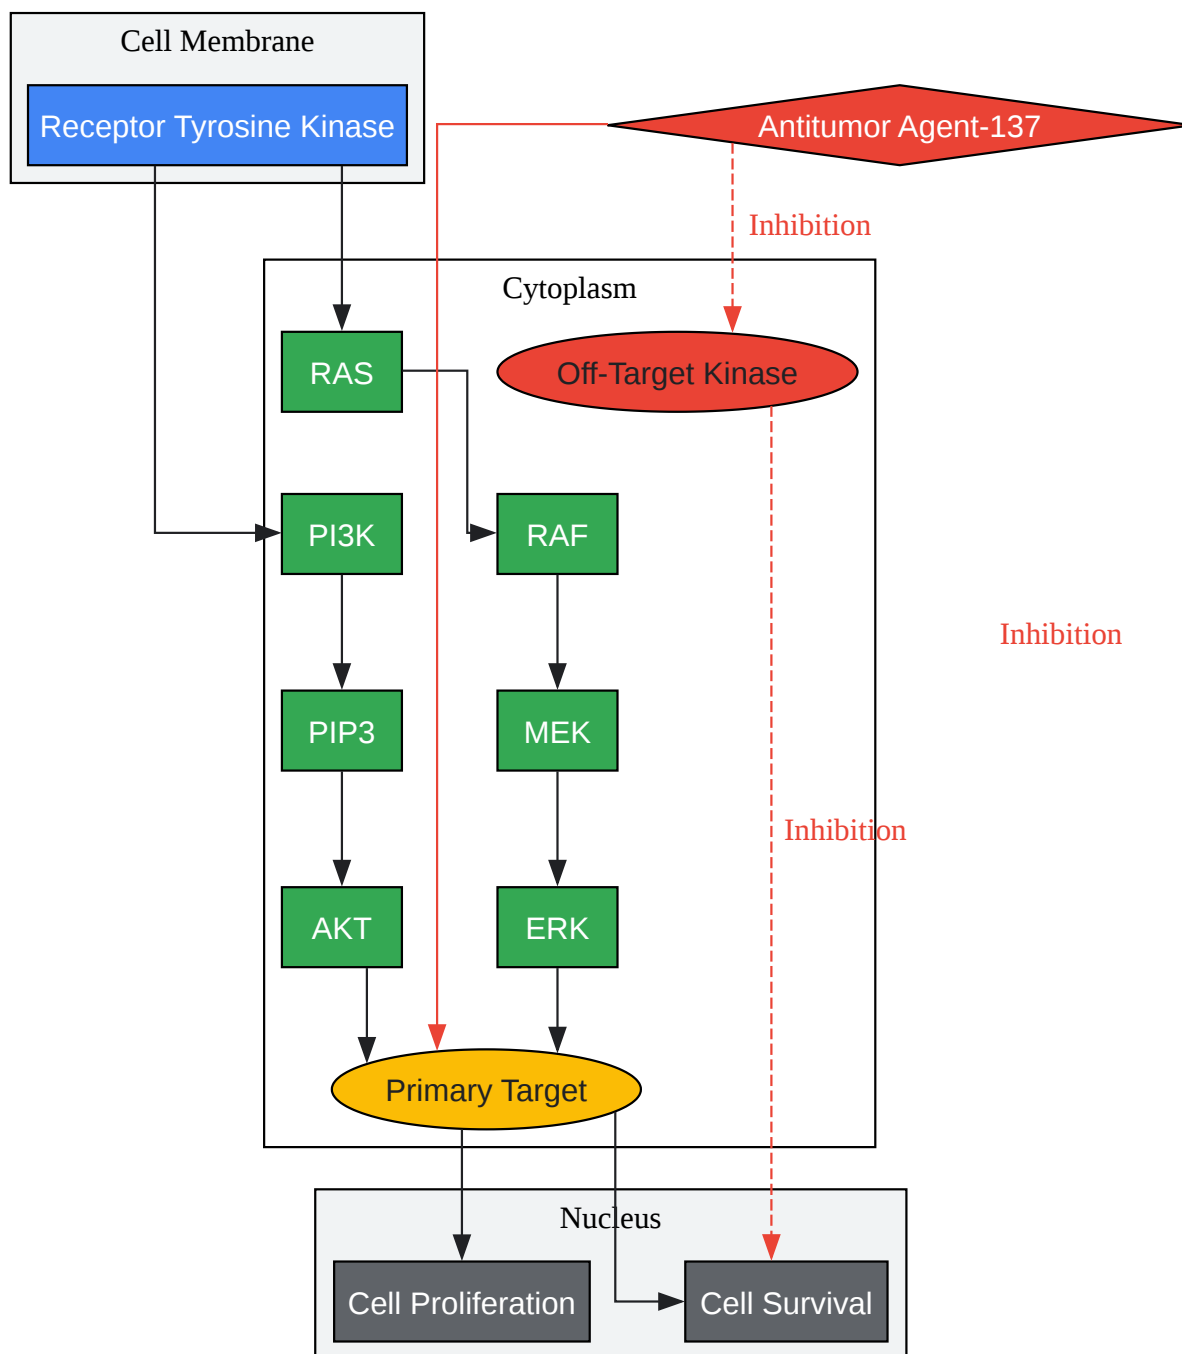 Cell Membrane
Receptor Tyrosine Kinase
Antitumor Agent-137
Inhibition
Cytoplasm
RAS
Off-Target Kinase
PI3K
RAF
Inhibition
PIP3
MEK
Inhibition
AKT
ERK
Primary Target
Nucleus
Cell Proliferation
Cell Survival